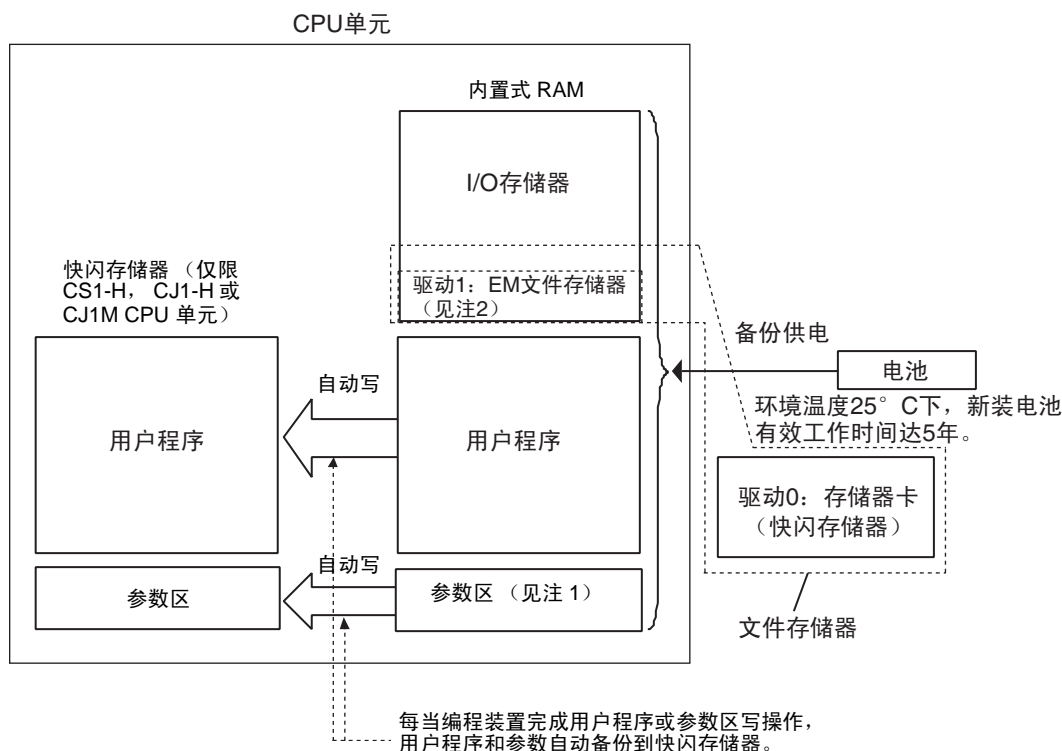 CPU单元
内置式 RAM
I/O存储器
快闪存储器 （仅限
CS1-H， CJ1-H 或
CJ1M CPU 单元）
驱动1：EM文件存储器
（见注2）
备份供电
电池
环境温度25°C下，新装电池
有效工作时间达5年。
用户程序
自动写
用户程序
驱动0：存储器卡
（快闪存储器）
参数区
自动写
参数区 （见注 1）
文件存储器
每当编程装置完成用户程序或参数区写操作，
用户程序和参数自动备份到快闪存储器。